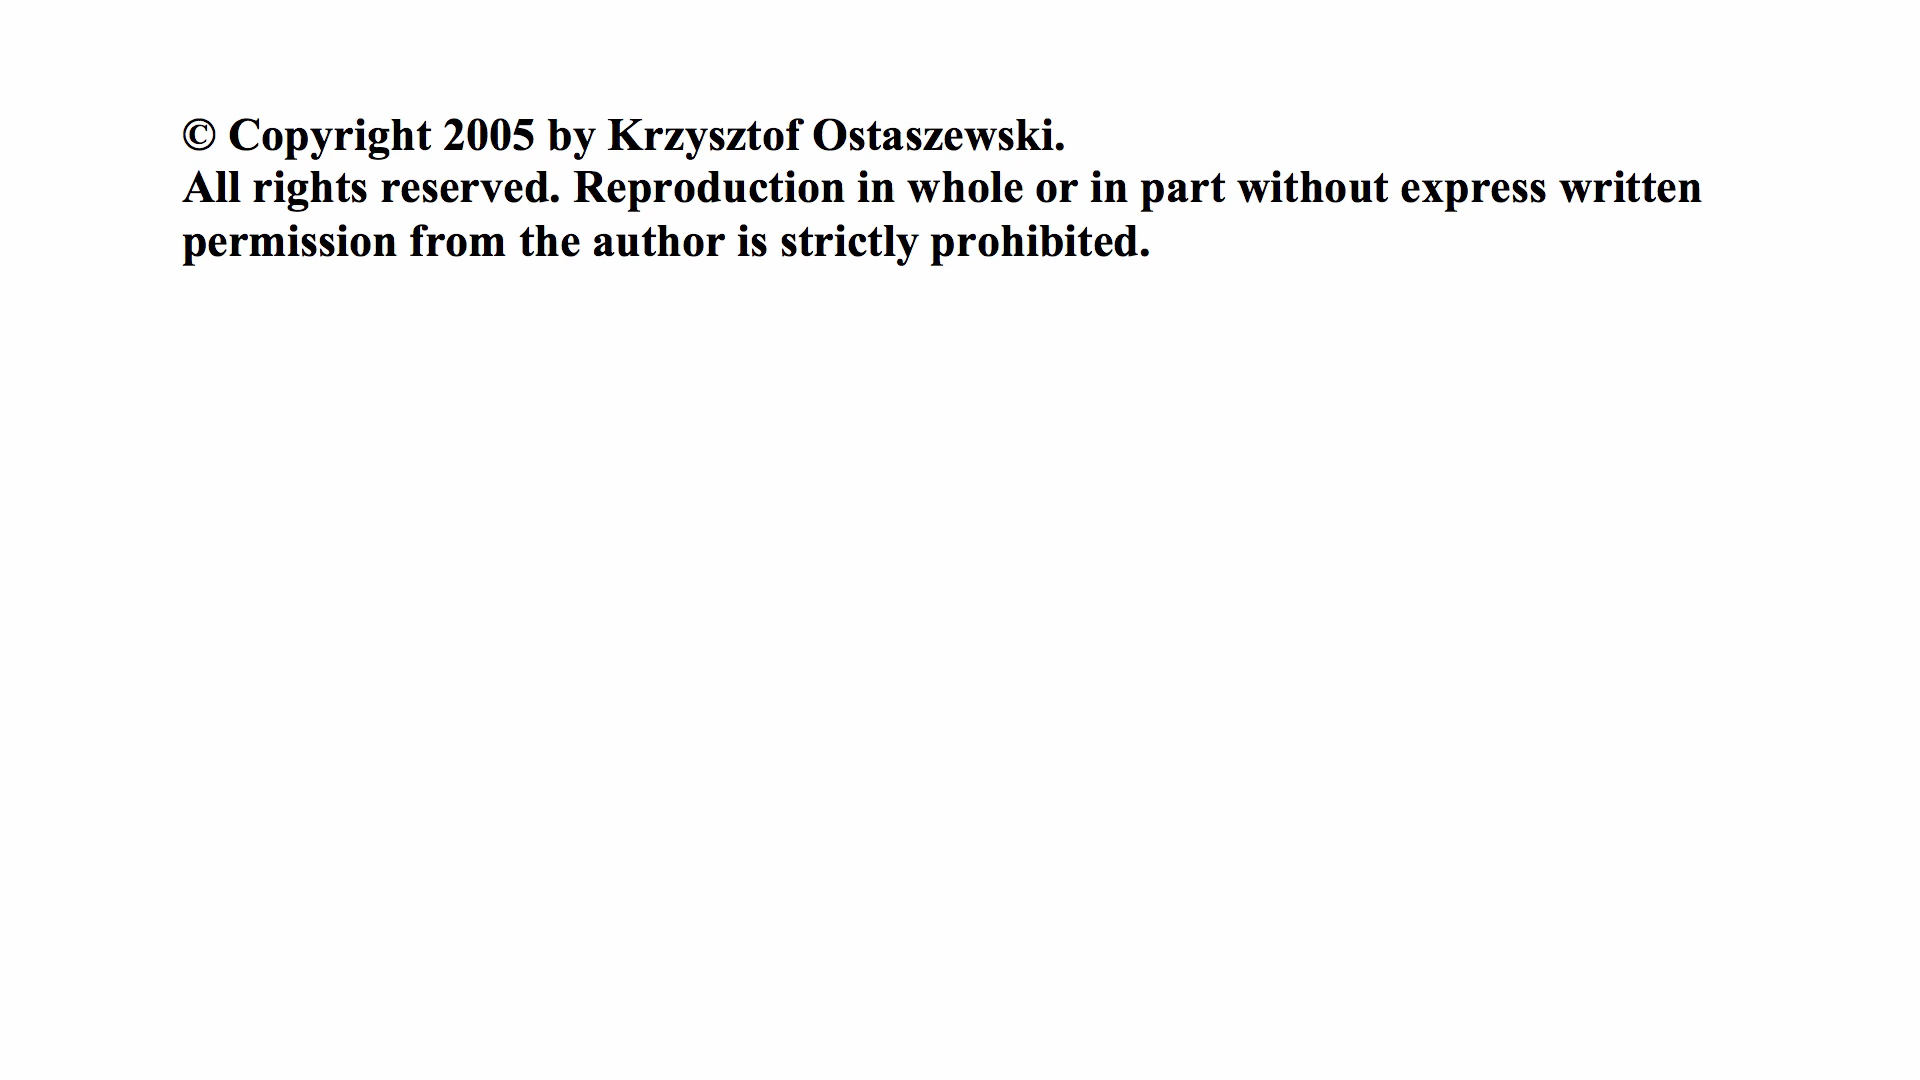 © Copyright 2005 by Krzysztof Ostaszewski.
All rights reserved. Reproduction in whole or in part without express written
permission from the author is strictly prohibited.